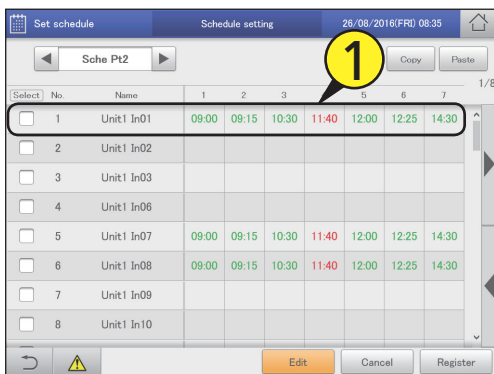 Set schedule Schedule setting 26/08/2016(FRI) 08:35
Sche Pt2 1 Copy Paste
1/8
Select No. Name 1 2 3 5 6 7
1 Unit1 In01 09:00 09:15 10:30 11:40 12:00 12:25 14:30
2 Unit1 In02
3 Unit1 In03
4 Unit1 In06
5 Unit1 In07 09:00 09:15 10:30 11:40 12:00 12:25 14:30
6 Unit1 In08 09:00 09:15 10:30 11:40 12:00 12:25 14:30
7 Unit1 In09
8 Unit1 In10
Edit Cancel Register